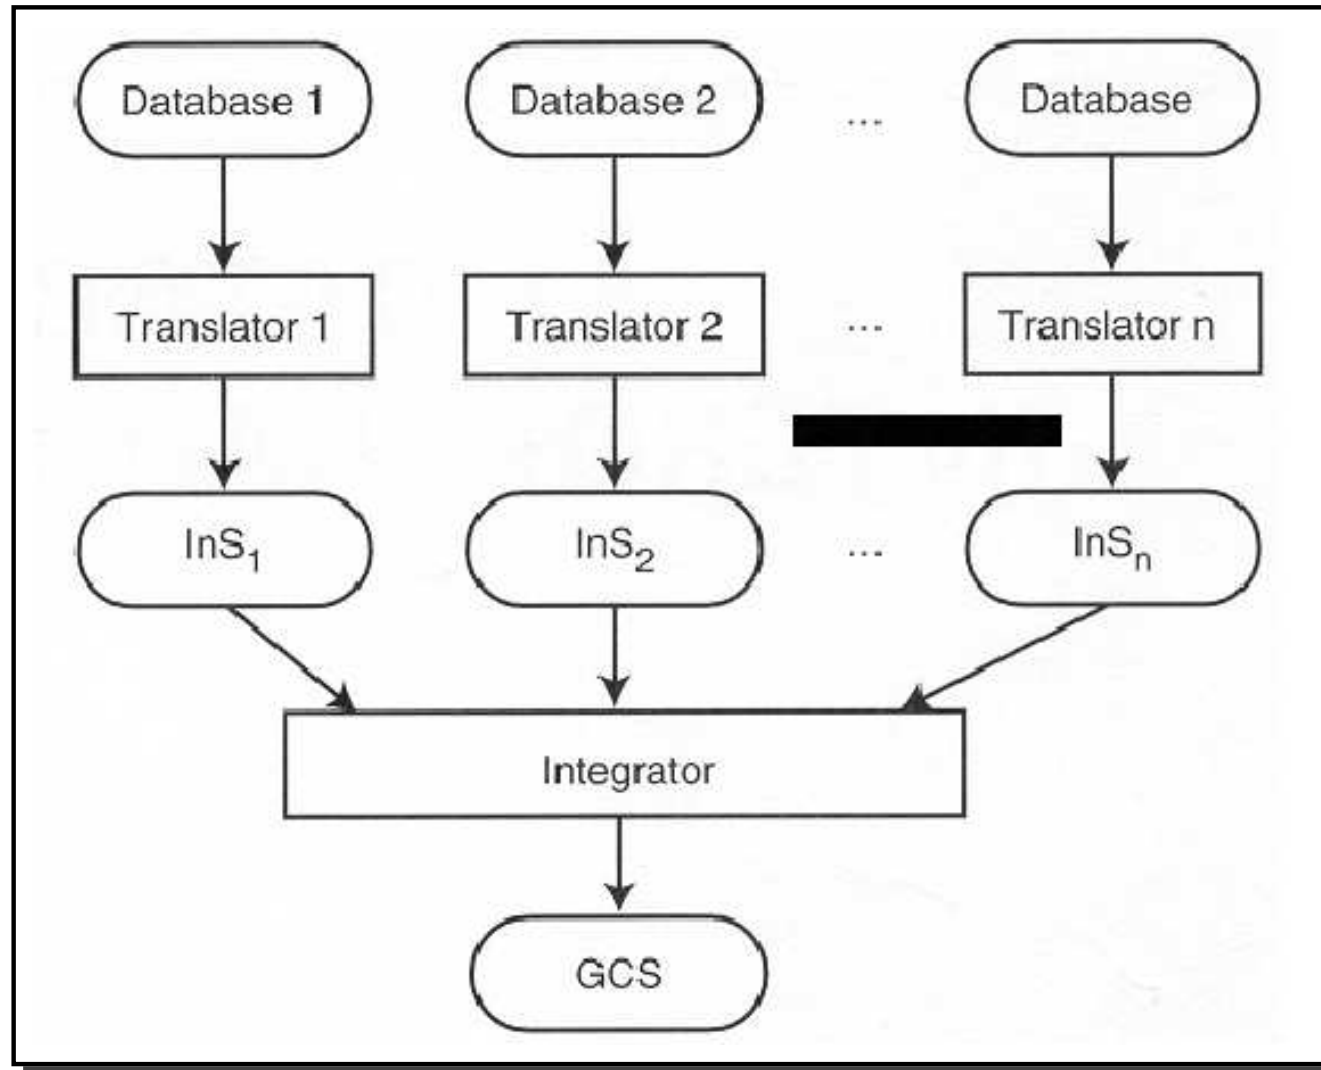 Database 1
Database 2
...
Database
Translator 1
Translator 2
...
Translator n
InS1
InS2
...
InSn
Integrator
GCS